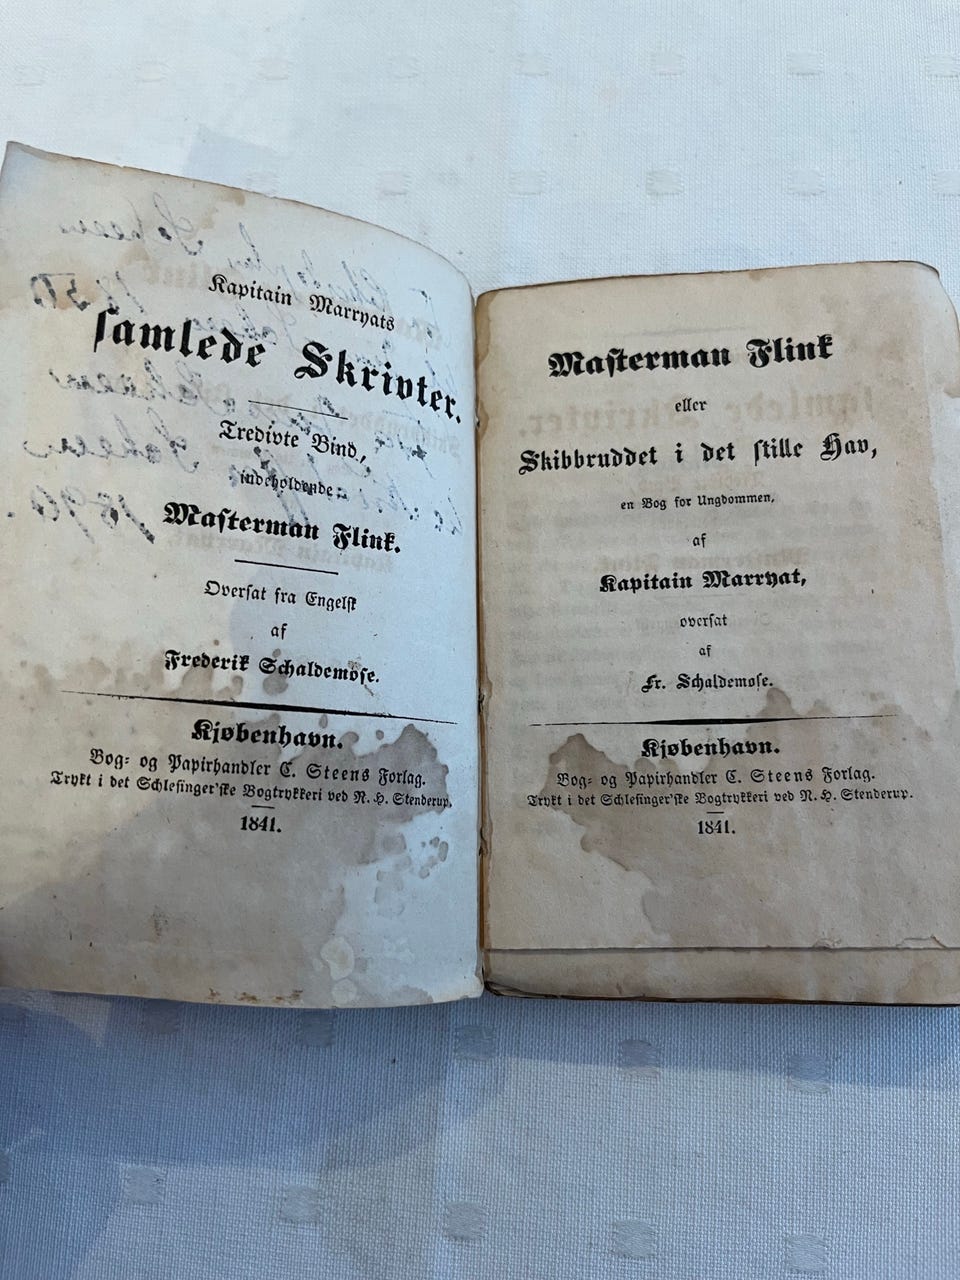 Kapitain Marryats
samlede Skrivter.
Tredivte Bind,
indeholdende:
Masterman Flink.
Oversat fra Engelsk
af
Frederik Schaldemose.
Kjøbenhavn.
Bog- og Papirhandler C. Steens Forlag.
Trykt i det Schlesinger'ske Bogtrykkeri ved N. H. Stenderup.
1841.
Masterman Flink
eller
Skibbruddet i det stille Hav,
en Bog for Ungdommen,
af
Kapitain Marryat,
oversat
af
Fr. Schaldemose.
Kjøbenhavn.
Bog- og Papirhandler C. Steens Forlag.
Trykt i det Schlesinger'ske Bogtrykkeri ved N. H. Stenderup.
1841.